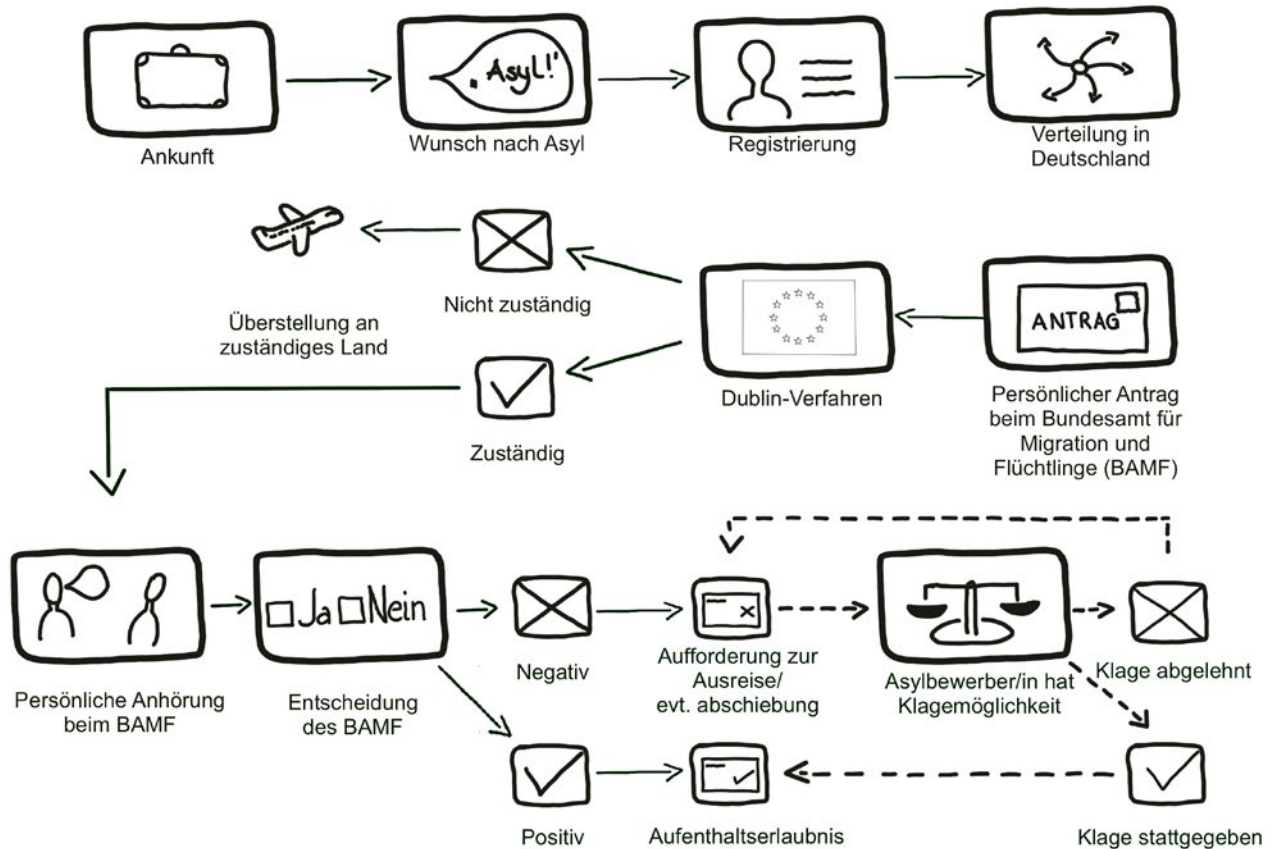 „Asyl!“
Ankunft
Wunsch nach Asyl
Registrierung
Verteilung in
Deutschland
Nicht zuständig
Überstellung an
zuständiges Land
Zuständig
Dublin-Verfahren
ANTRAG
Persönlicher Antrag
beim Bundesamt für
Migration und
Flüchtlinge (BAMF)
Persönliche Anhörung
beim BAMF
Ja Nein
Entscheidung
des BAMF
Negativ
Aufforderung zur
Ausreise/
evt. abschiebung
Asylbewerber/in hat
Klagemöglichkeit
Klage abgelehnt
Positiv
Aufenthaltserlaubnis
Klage stattgegeben